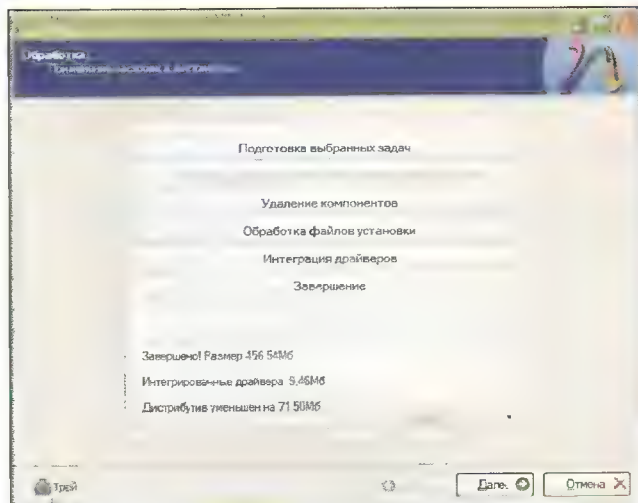 Обработка
Подготовка выбранных задач
Удаление компонентов
Обработка файлов установки
Интеграция драйверов
Завершение
Завершено! Размер 456.54Мб
Интегрированные драйвера 9,46Мб
Дистрибутив уменьшен на 71.50Мб
Трей
Далее
Отмена